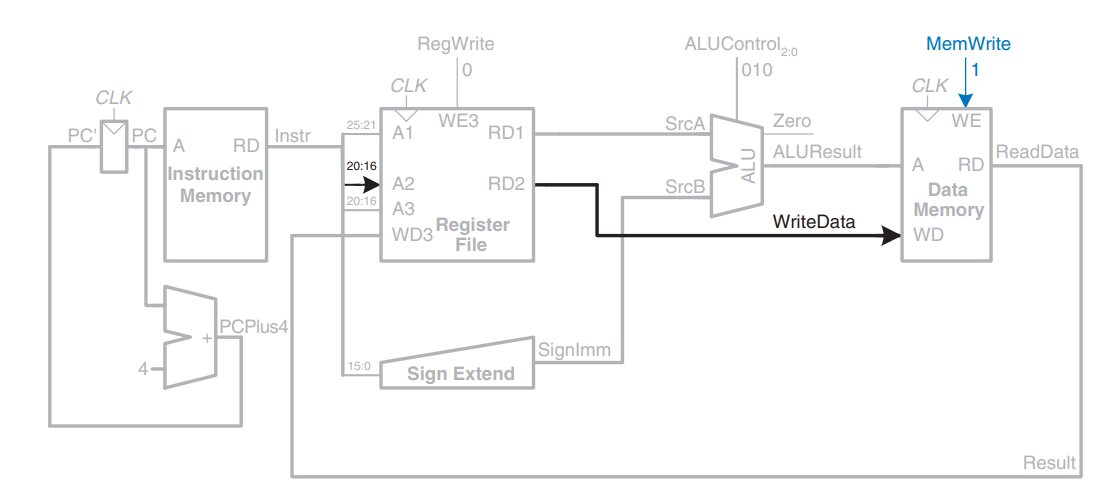 RegWrite
ALUControl2:0
MemWrite
0
010
1
CLK
CLK
CLK
PC'
PC
A
RD
Instr
Instruction
Memory
25:21
20:16
20:16
A1
A2
A3
WD3
WE3
RD1
RD2
Register
File
SrcA
SrcB
ALU
Zero
ALUResult
WriteData
WE
A
RD
Data
Memory
WD
ReadData
4
+
PCPlus4
15:0
Sign Extend
SignImm
Result